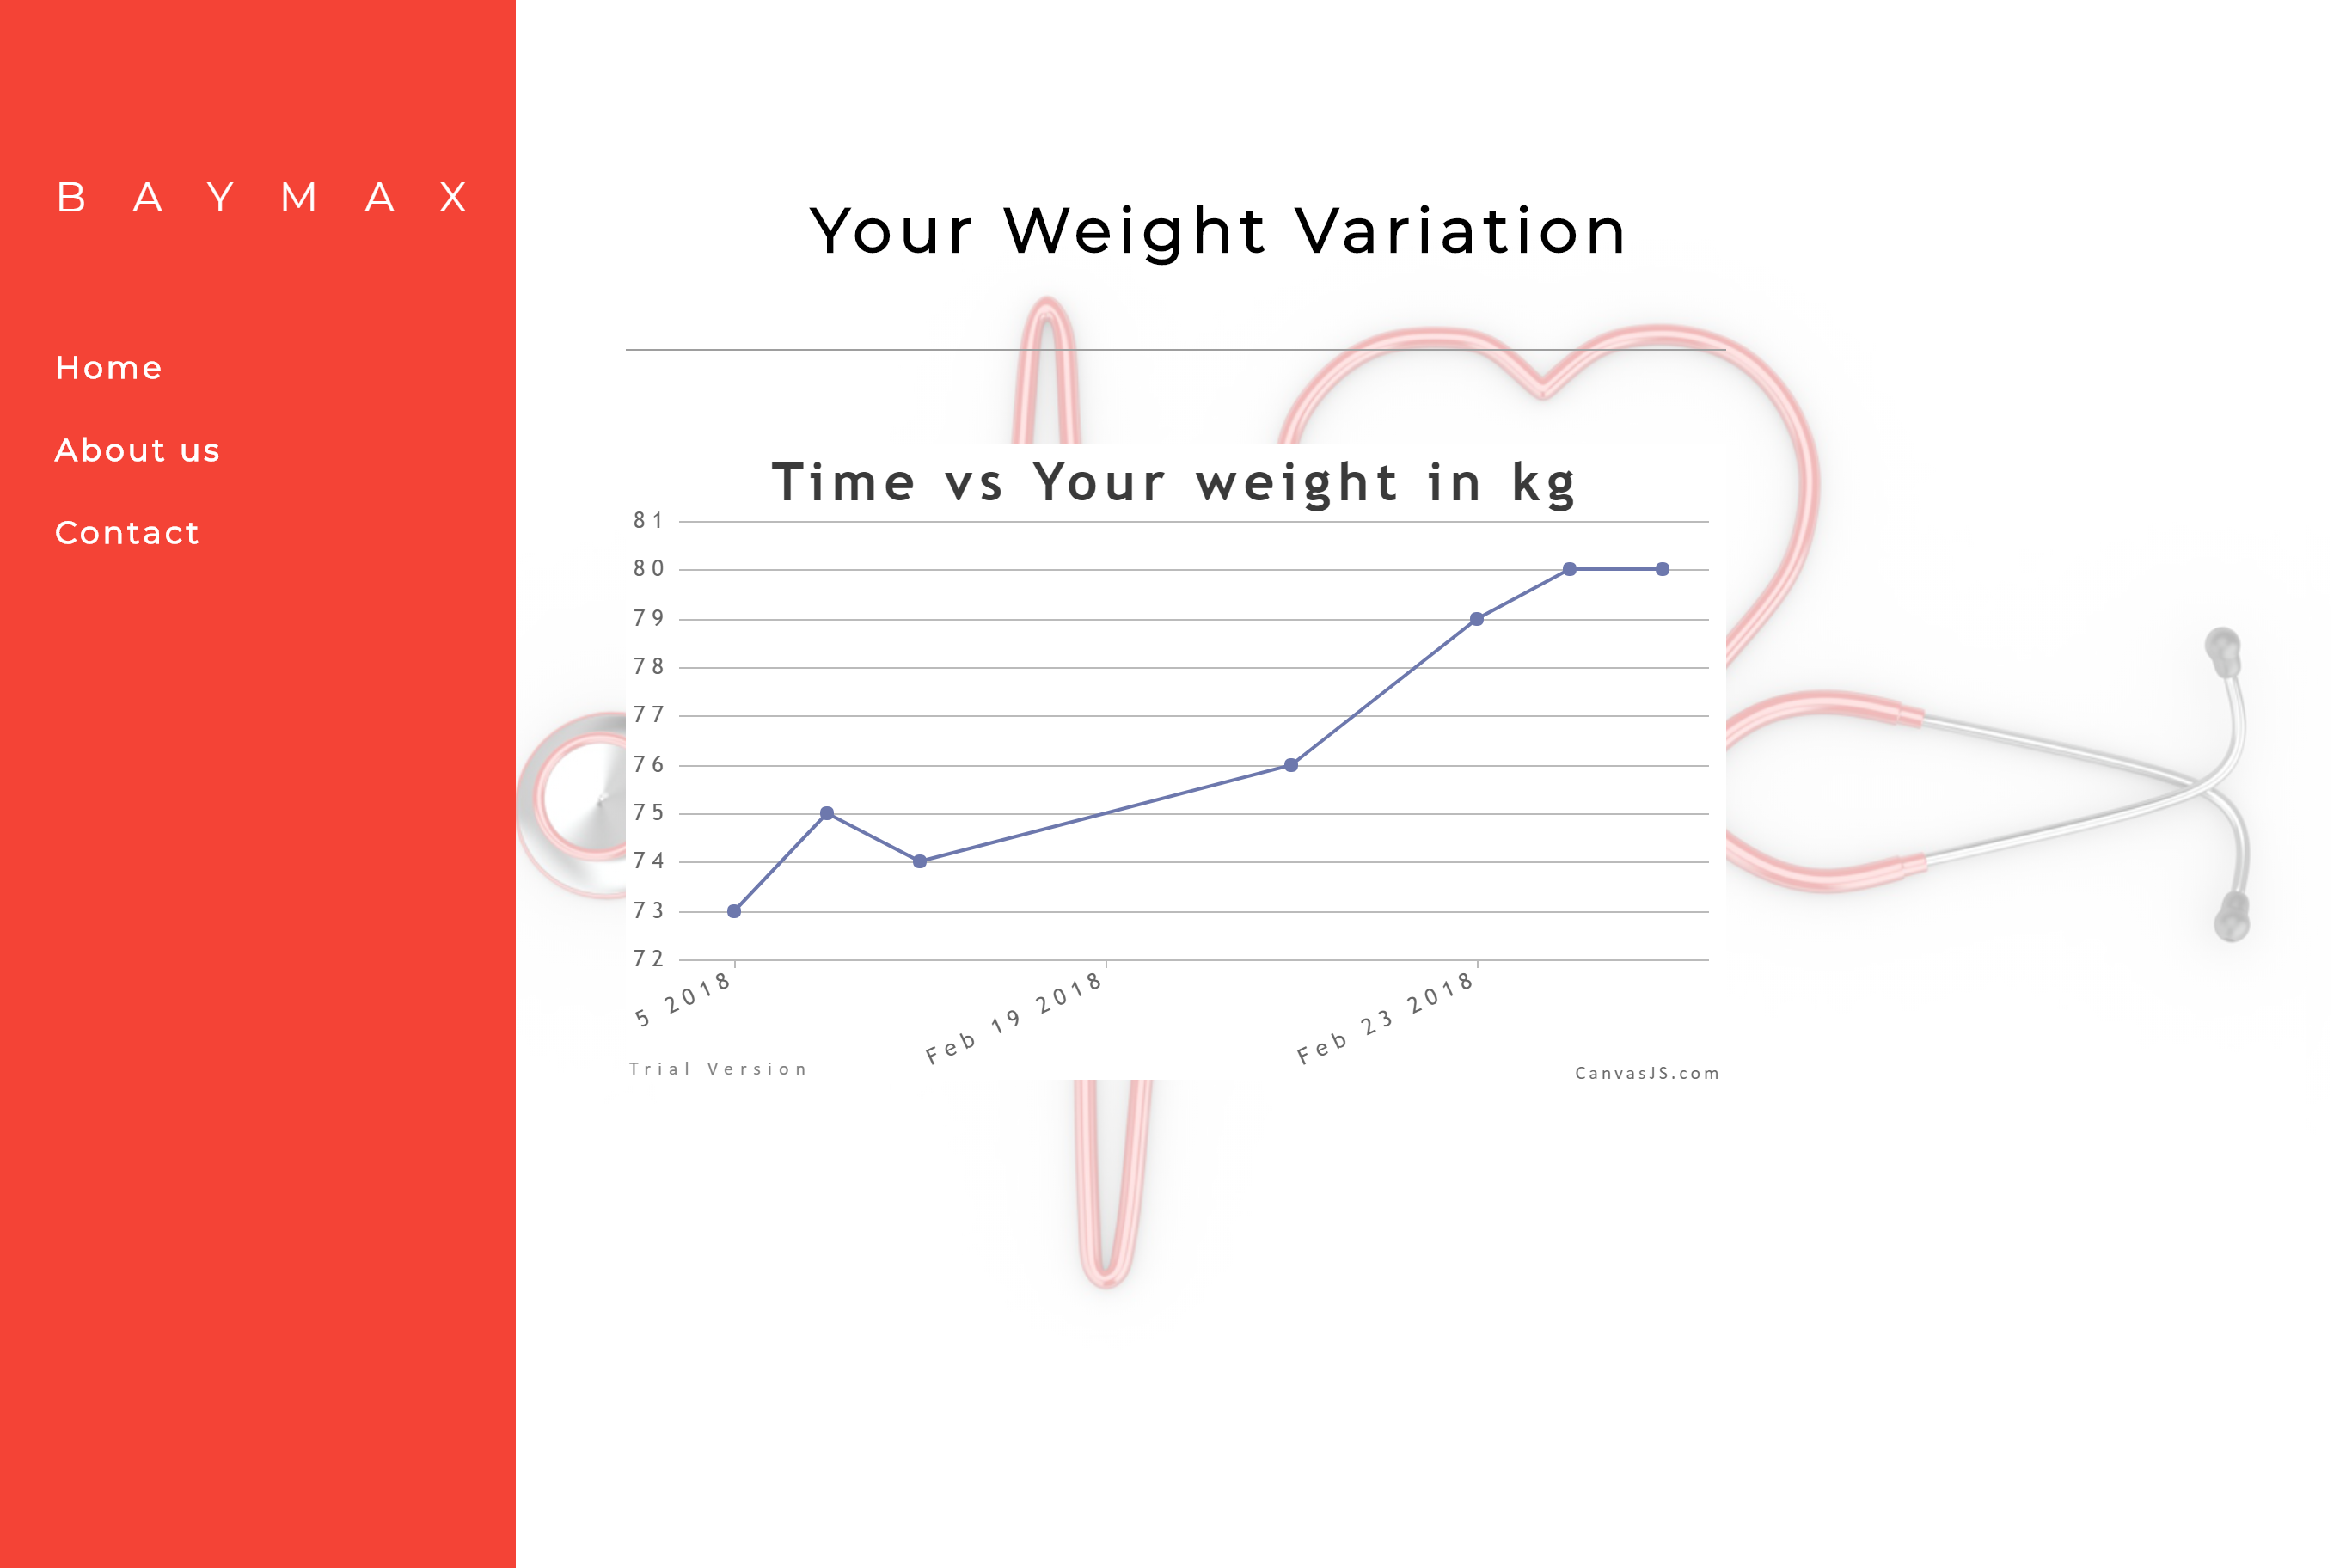 B A Y M A X
Home
About us
Contact
Your Weight Variation
Time vs Your weight in kg
81
80
79
78
77
76
75
74
73
72
5 2018
Feb 19 2018
Feb 23 2018
Trial Version
CanvasJS.com